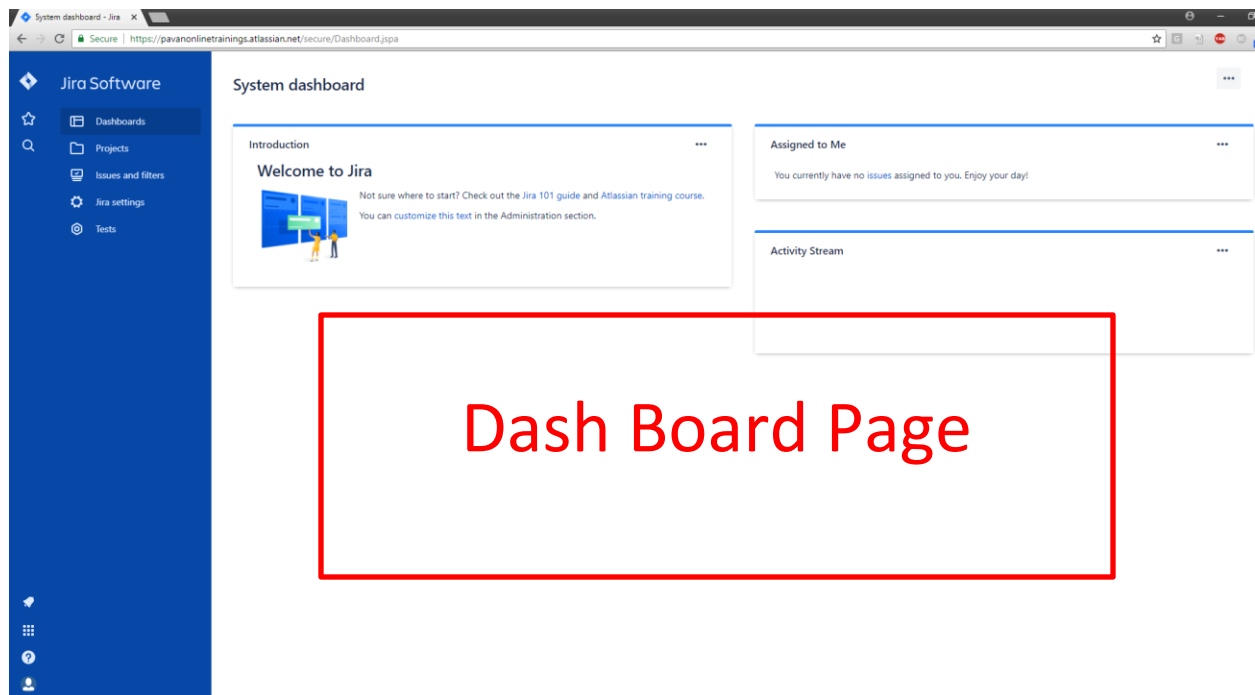 System dashboard - Jira
Secure | https://pavanonlinetrainings.atlassian.net/secure/Dashboard.jspa
Jira Software
Dashboards
Projects
Issues and filters
Jira settings
Tests
System dashboard
Introduction
Welcome to Jira
Not sure where to start? Check out the Jira 101 guide and Atlassian training course.
You can customize this text in the Administration section.
Assigned to Me
You currently have no issues assigned to you. Enjoy your day!
Activity Stream
Dash Board Page